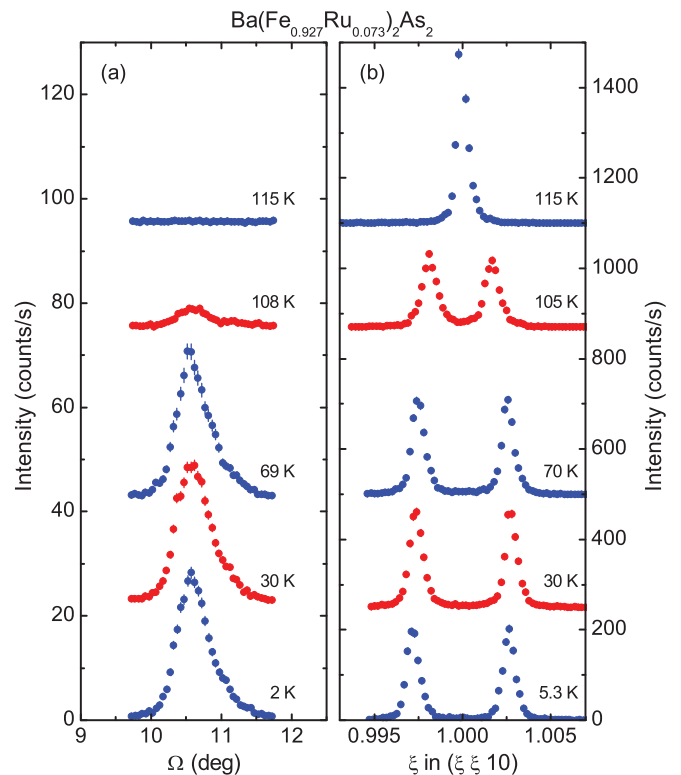 Ba(Fe0.927Ru0.073)2As2
(a)
(b)
Intensity (counts/s)
120
100
80
60
40
20
0
115 K
108 K
69 K
30 K
2 K
9
10
11
12
Ω (deg)
115 K
105 K
70 K
30 K
5.3 K
0.995
1.000
1.005
ξ in (ξ ξ 10)
1400
1200
1000
800
600
400
200
0
Intensity (counts/s)